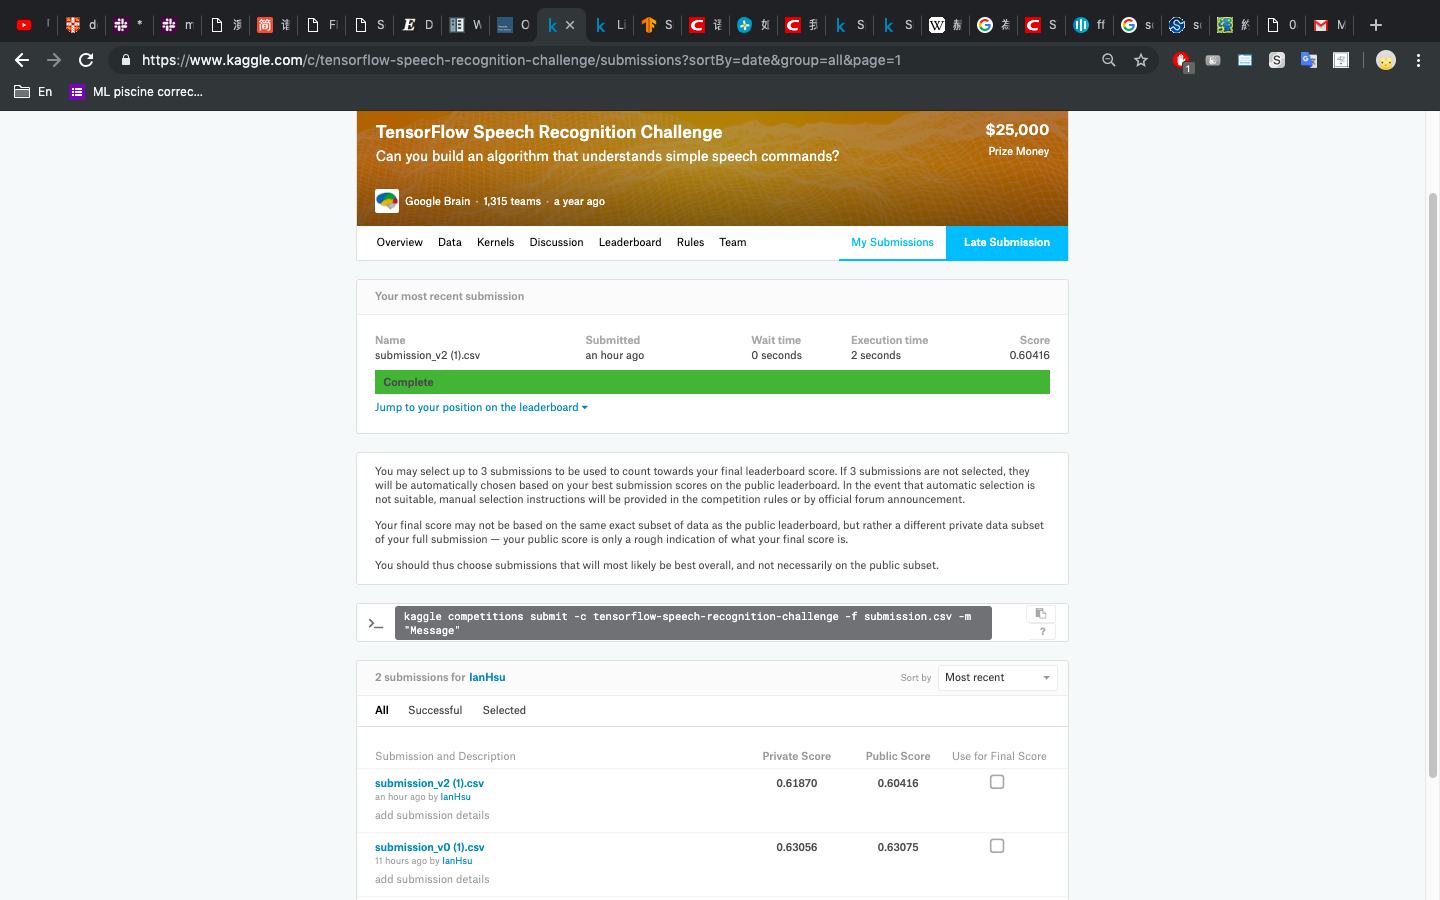 d
*
m
Fl
S
D
W
O
Li
S
S
S
S
ff
so
sc
0
M
https://www.kaggle.com/c/tensorflow-speech-recognition-challenge/submissions?sortBy=date&group=all&page=1
1
En
ML piscine correc...
TensorFlow Speech Recognition Challenge
$25,000
Can you build an algorithm that understands simple speech commands?
Prize Money
Google Brain · 1,315 teams · a year ago
Overview Data Kernels Discussion Leaderboard Rules Team My Submissions Late Submission
Your most recent submission
Name Submitted Wait time Execution time Score
submission_v2 (1).csv an hour ago 0 seconds 2 seconds 0.60416
Complete
Jump to your position on the leaderboard
You may select up to 3 submissions to be used to count towards your final leaderboard score. If 3 submissions are not selected, they
will be automatically chosen based on your best submission scores on the public leaderboard. In the event that automatic selection is
not suitable, manual selection instructions will be provided in the competition rules or by official forum announcement.
Your final score may not be based on the same exact subset of data as the public leaderboard, but rather a different private data subset
of your full submission — your public score is only a rough indication of what your final score is.
You should thus choose submissions that will most likely be best overall, and not necessarily on the public subset.
>_ kaggle competitions submit -c tensorflow-speech-recognition-challenge -f submission.csv -m
"Message"
?
2 submissions for IanHsu
Sort by Most recent
All Successful Selected
Submission and Description Private Score Public Score Use for Final Score
submission_v2 (1).csv 0.61870 0.60416
an hour ago by IanHsu
add submission details
submission_v0 (1).csv 0.63056 0.63075
11 hours ago by IanHsu
add submission details